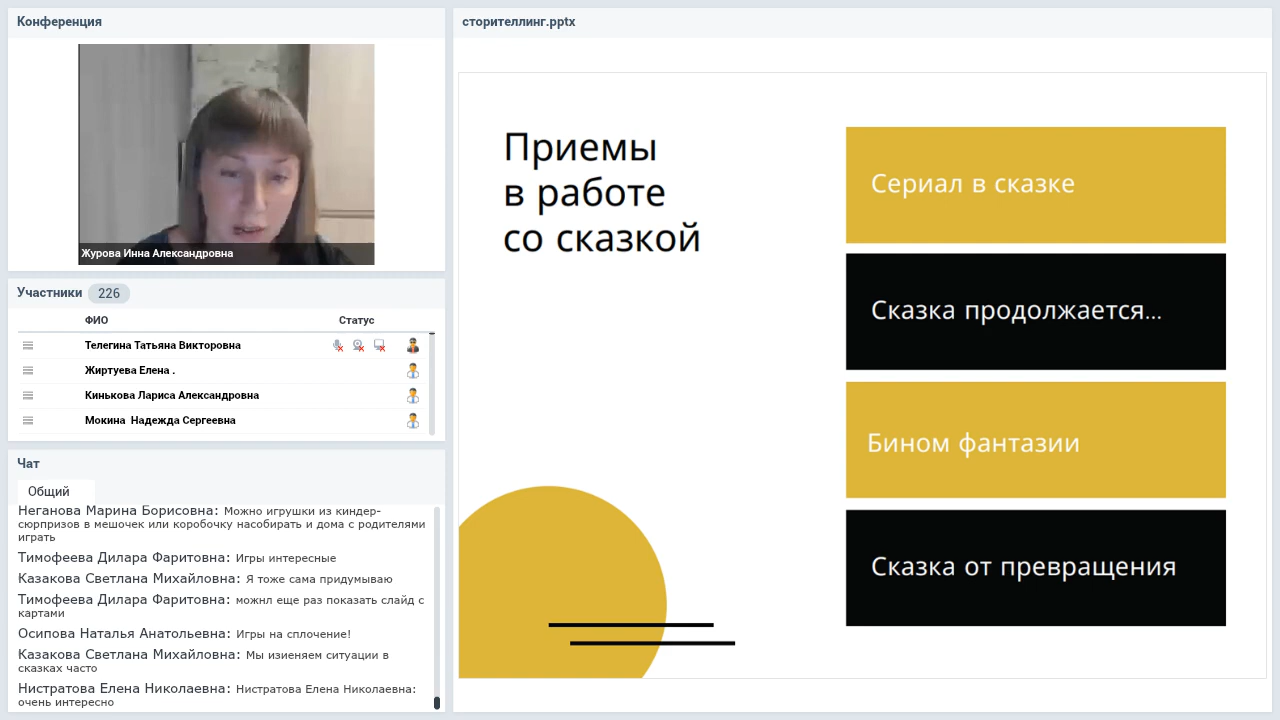 Конференция
Журова Инна Александровна
Участники 226
ФИО Статус
Телегина Татьяна Викторовна
Жиртуева Елена .
Кинькова Лариса Александровна
Мокина Надежда Сергеевна
Чат
Общий
Неганова Марина Борисовна: Можно игрушки из киндер-
сюрпризов в мешочек или коробочку насобирать и дома с родителями
играть
Тимофеева Дилара Фаритовна: Игры интересные
Казакова Светлана Михайловна: Я тоже сама придумываю
Тимофеева Дилара Фаритовна: можнл еще раз показать слайд с
картами
Осипова Наталья Анатольевна: Игры на сплочение!
Казакова Светлана Михайловна: Мы изиеняем ситуации в
сказках часто
Нистратова Елена Николаевна: Нистратова Елена Николаевна:
очень интересно
сторителлинг.pptx
Приемы
в работе
со сказкой
Сериал в сказке
Сказка продолжается...
Бином фантазии
Сказка от превращения